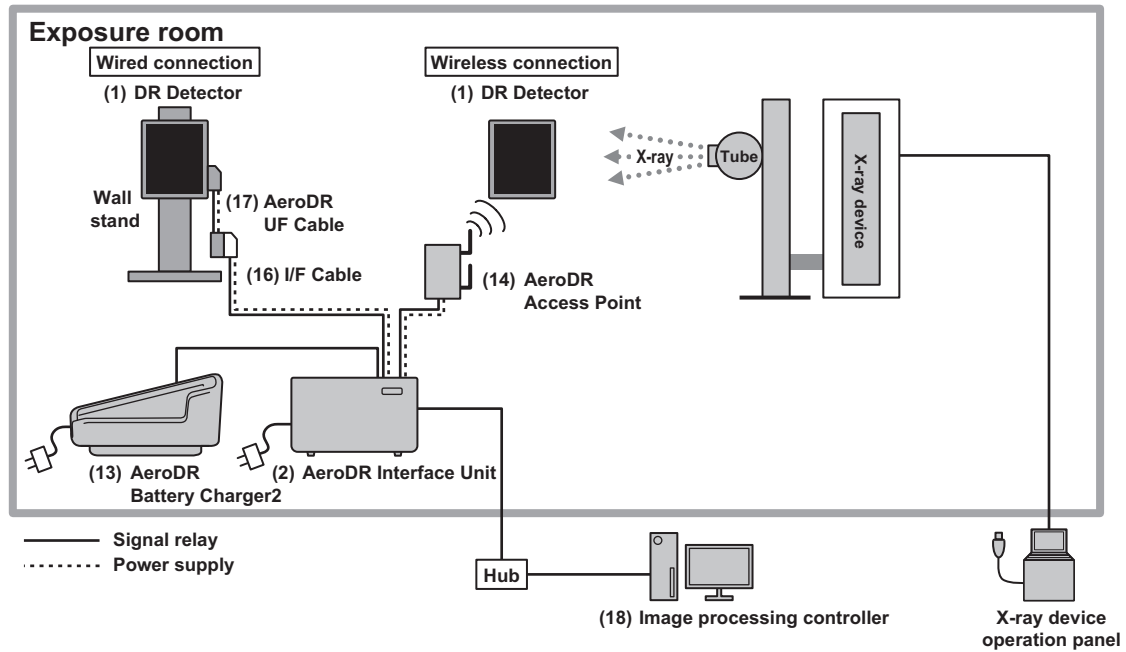 Exposure room
Wired connection
(1) DR Detector
Wall
stand
(17) AeroDR
UF Cable
(16) I/F Cable
Wireless connection
(1) DR Detector
(14) AeroDR
Access Point
X-ray
Tube
X-ray device
(13) AeroDR
Battery Charger2
(2) AeroDR Interface Unit
Signal relay
Power supply
Hub
(18) Image processing controller
X-ray device
operation panel